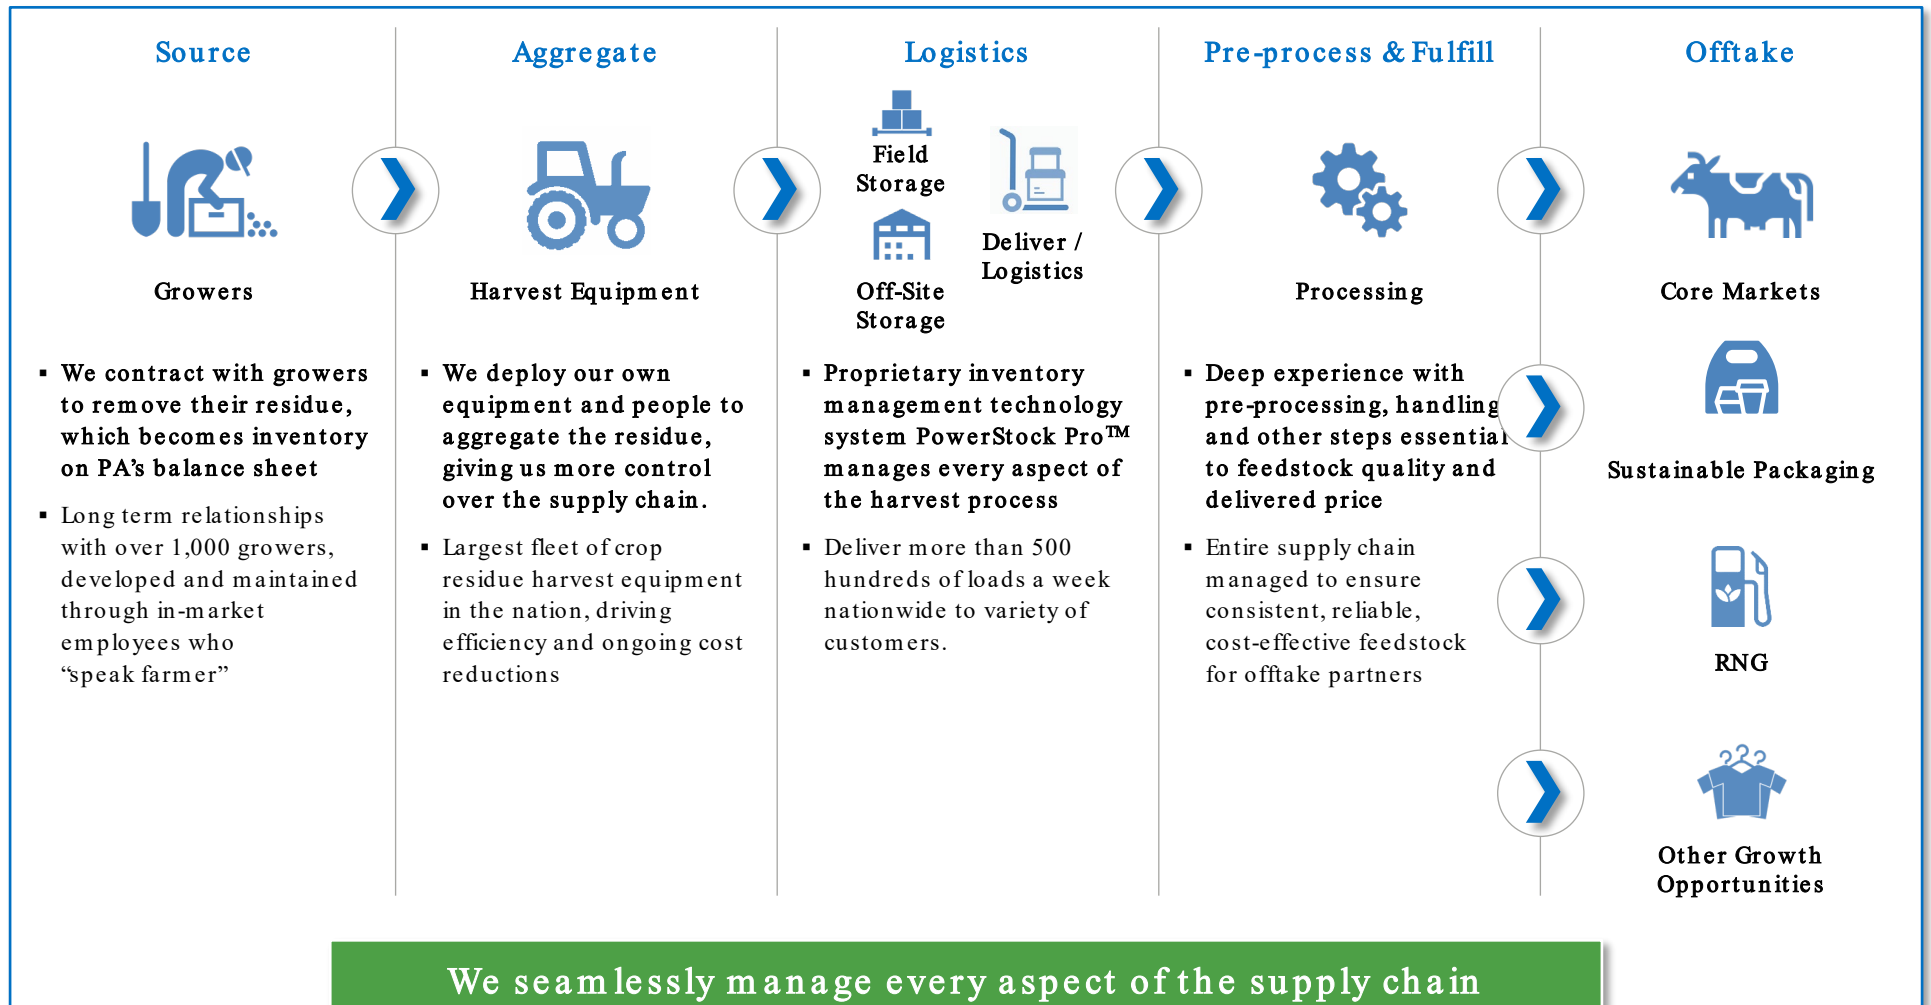 Source
Growers
▪ We contract with growers
to remove their residue,
which becomes inventory
on PA's balance sheet
▪ Long term relationships
with over 1,000 growers,
developed and maintained
through in-market
employees who
“speak farmer”
Aggregate
Harvest Equipment
▪ We deploy our own
equipment and people to
aggregate the residue,
giving us more control
over the supply chain.
▪ Largest fleet of crop
residue harvest equipment
in the nation, driving
efficiency and ongoing cost
reductions
Logistics
Field
Storage
Off-Site
Storage
Deliver /
Logistics
▪ Proprietary inventory
management technology
system PowerStock Pro™
manages every aspect of
the harvest process
▪ Deliver more than 500
hundreds of loads a week
nationwide to variety of
customers.
Pre-process & Fulfill
Processing
▪ Deep experience with
pre-processing, handling
and other steps essential
to feedstock quality and
delivered price
▪ Entire supply chain
managed to ensure
consistent, reliable,
cost-effective feedstock
for offtake partners
Offtake
Core Markets
Sustainable Packaging
RNG
Other Growth
Opportunities
We seamlessly manage every aspect of the supply chain